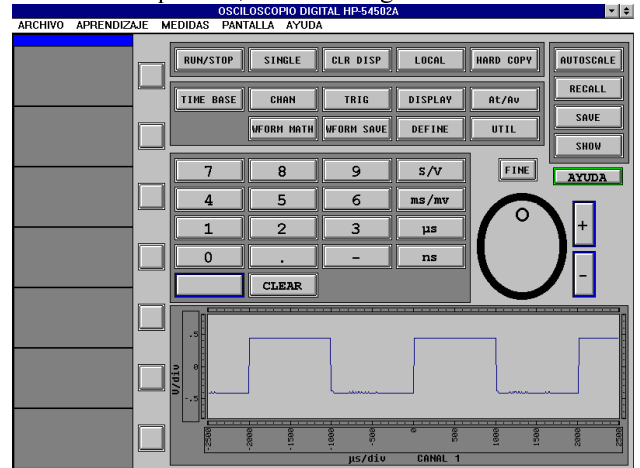 OSCILOSCOPIO DIGITAL HP-54502A
ARCHIVO APRENDIZAJE MEDIDAS PANTALLA AYUDA
RUN/STOP SINGLE CLR DISP LOCAL HARD COPY AUTOSCALE
RECALL
TIME BASE CHAN TRIG DISPLAY At/Av
SAVE
WFORM MATH WFORM SAVE DEFINE UTIL
SHOW
7 8 9 s/V FINE
AYUDA
4 5 6 ms/mv
1 2 3 µs +
0 . - ns
-
CLEAR
.5
0
-.5
V/div
-2500 -2000 -1500 -1000 -500 0 500 1000 1500 2000 2500
µs/div CANAL 1